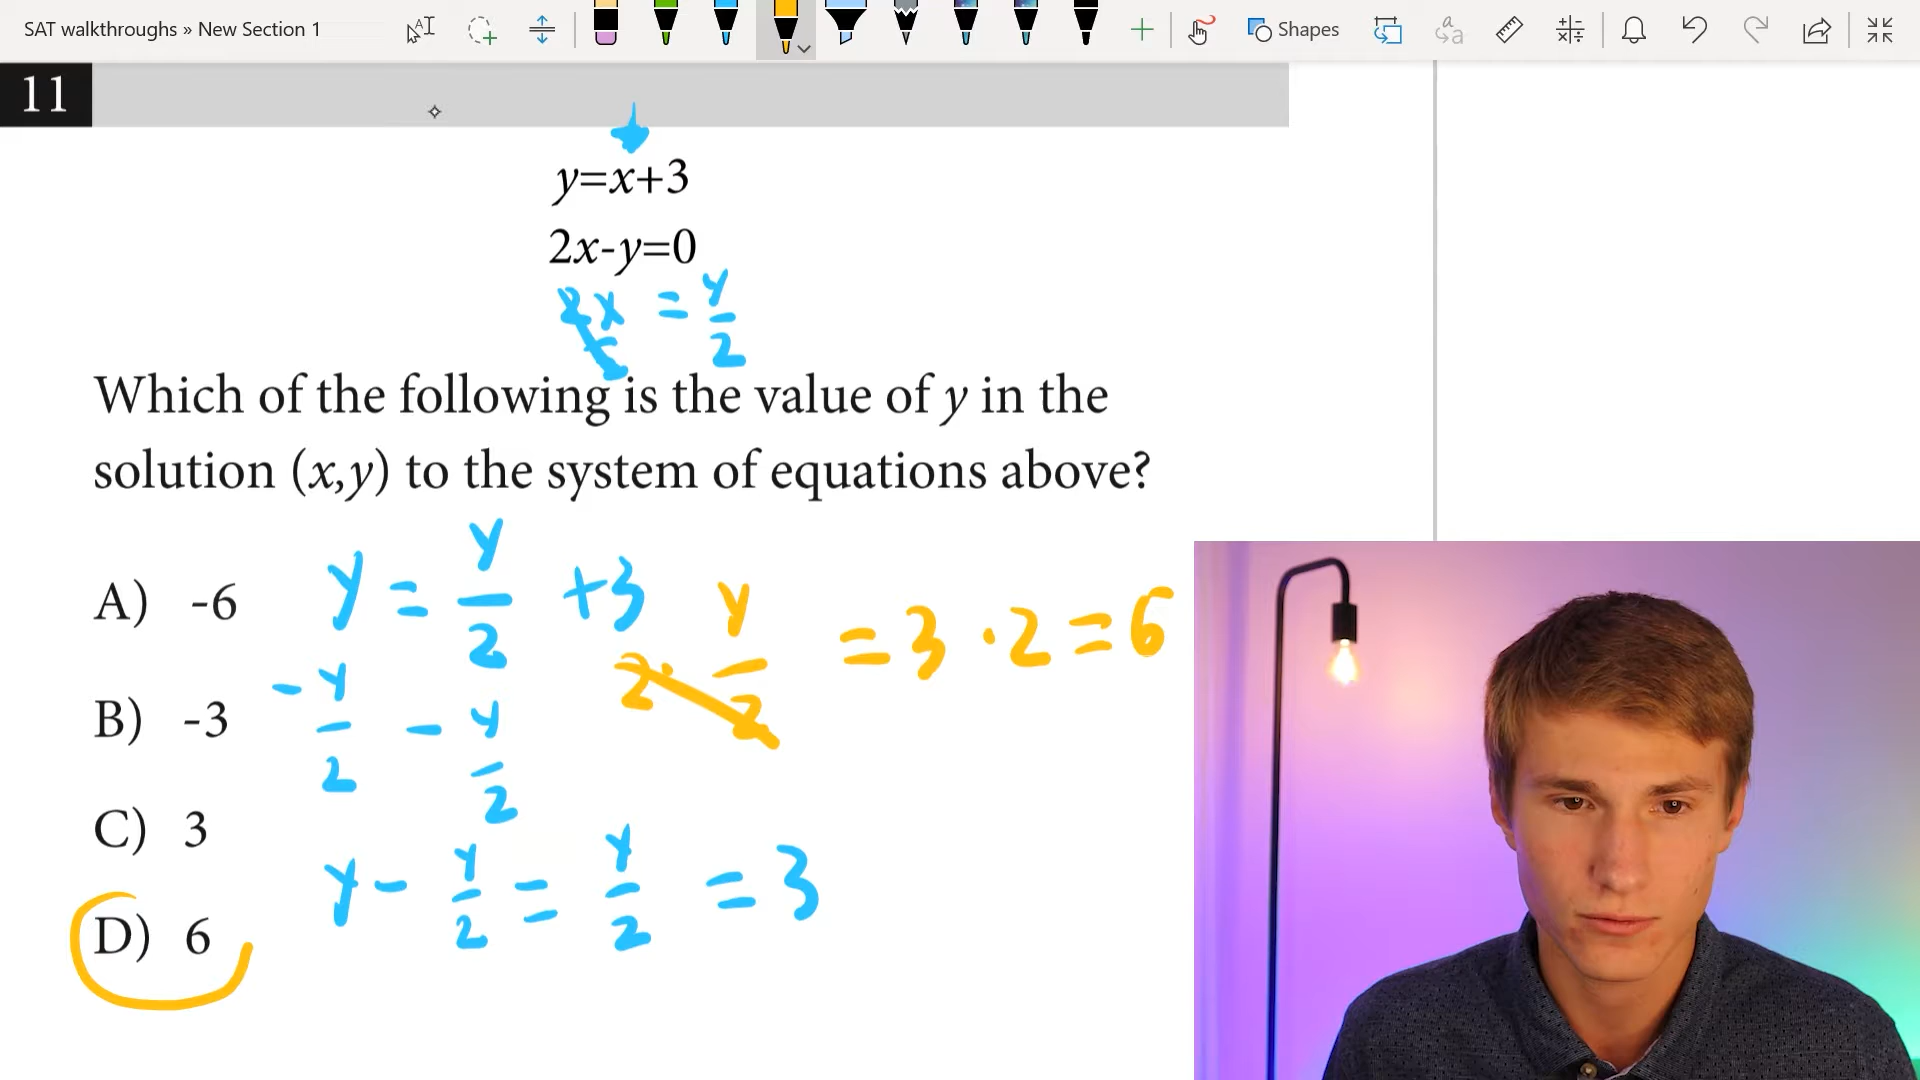 SAT walkthroughs » New Section 1
Shapes
11
y=x+3
2x-y=0
2x/2 = y/2
Which of the following is the value of y in the
solution (x,y) to the system of equations above?
A) -6
B) -3
C) 3
D) 6
y = y/2 +3
- y/2 - y/2
y - y/2 = y/2 = 3
2 · y/2 = 3 · 2 = 6